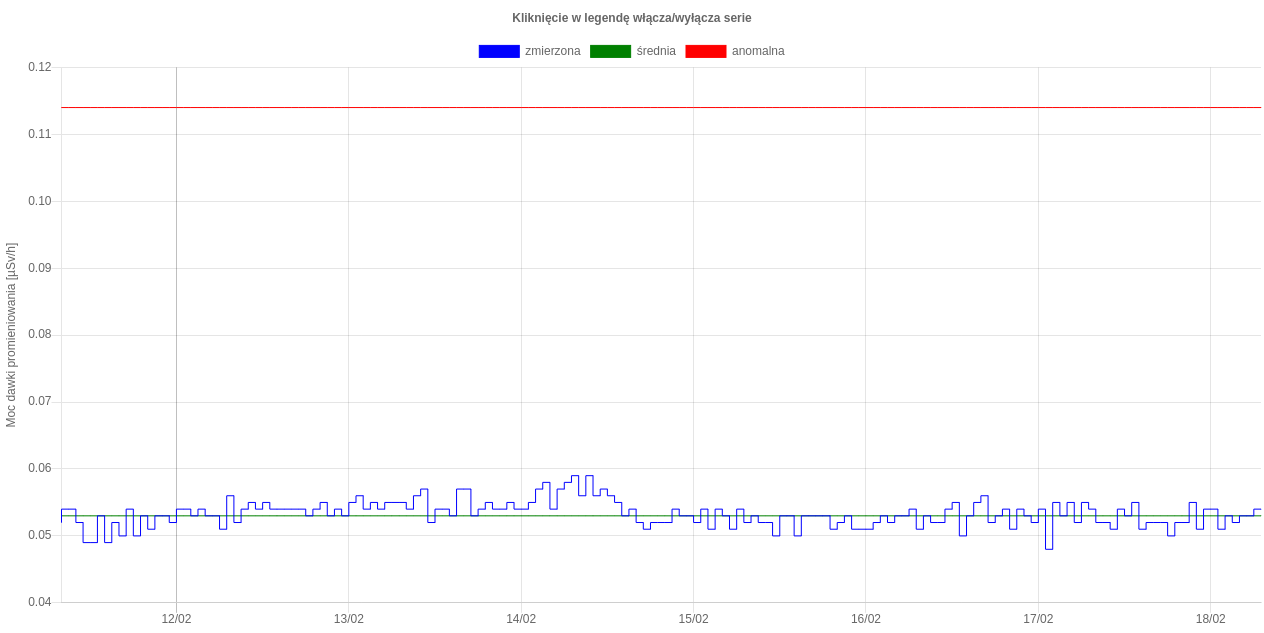 Kliknięcie w legendę włącza/wyłącza serie
zmierzona średnia anomalna
0.12
0.11
0.10
0.09
0.08
0.07
0.06
0.05
0.04
Moc dawki promieniowania [µSv/h]
12/02 13/02 14/02 15/02 16/02 17/02 18/02